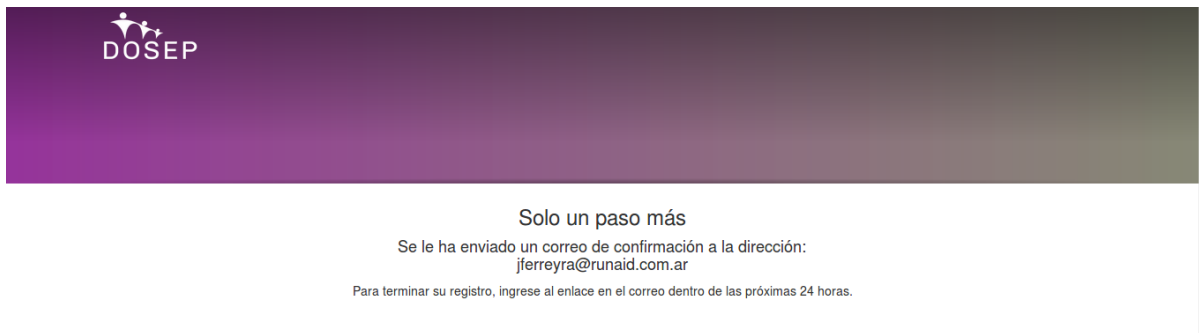 DOSEP
Solo un paso más
Se le ha enviado un correo de confirmación a la dirección:
jferreyra@runaid.com.ar
Para terminar su registro, ingrese al enlace en el correo dentro de las próximas 24 horas.